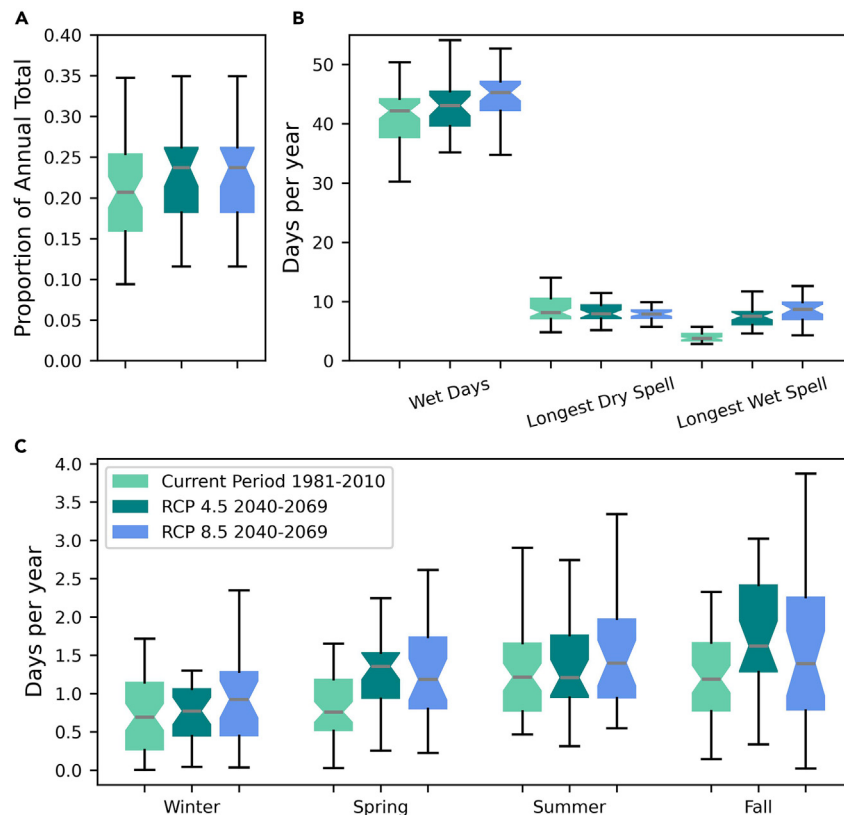 A
Proportion of Annual Total
0.40
0.35
0.30
0.25
0.20
0.15
0.10
0.05
0.00
B
Days per year
50
40
30
20
10
0
Wet Days
Longest Dry Spell
Longest Wet Spell
C
Days per year
4.0
3.5
3.0
2.5
2.0
1.5
1.0
0.5
0.0
Current Period 1981-2010
RCP 4.5 2040-2069
RCP 8.5 2040-2069
Winter
Spring
Summer
Fall